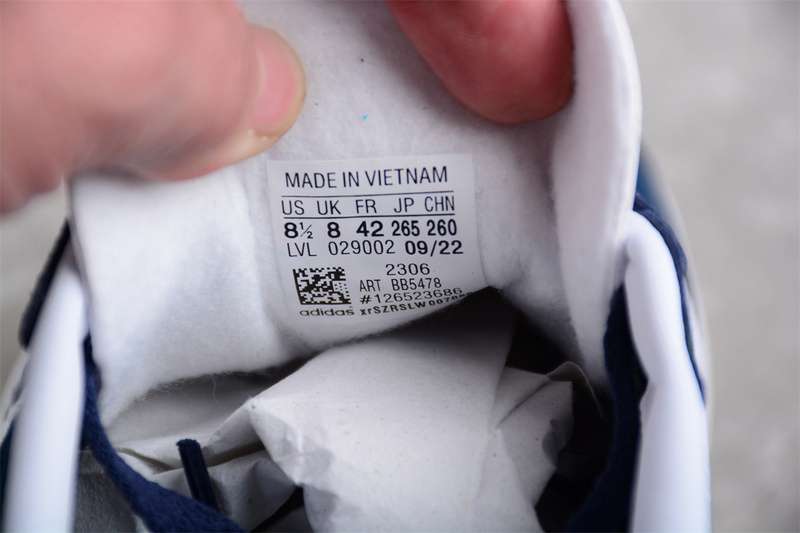 MADE IN VIETNAM
US UK FR JP CHN
8½ 8 42 265 260
LVL 029002 09/22
2306
ART BB5478
#126523686
adidas